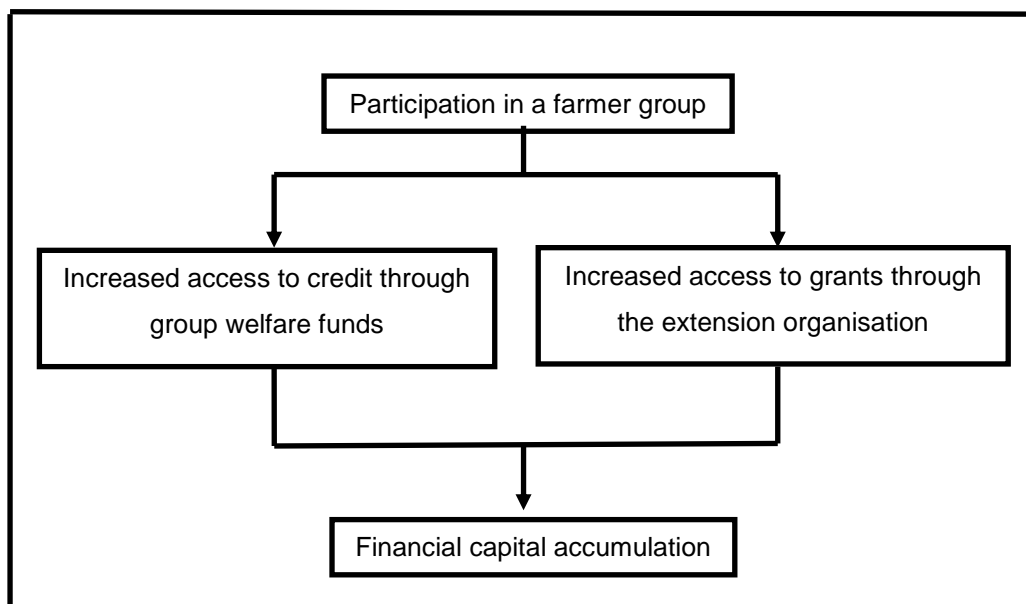 Participation in a farmer group
Increased access to credit through
group welfare funds
Increased access to grants through
the extension organisation
Financial capital accumulation